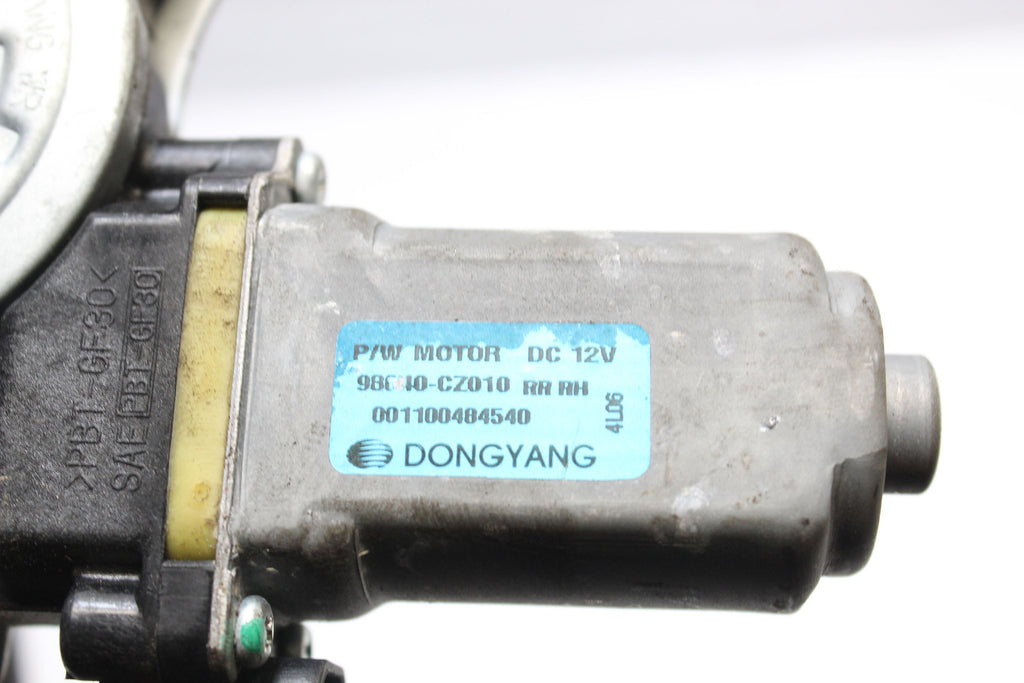 P/W MOTOR DC 12V
RR RH
001100484540
4L06
DONGYANG
>PBT-GF30<
SAE PBT-GF30